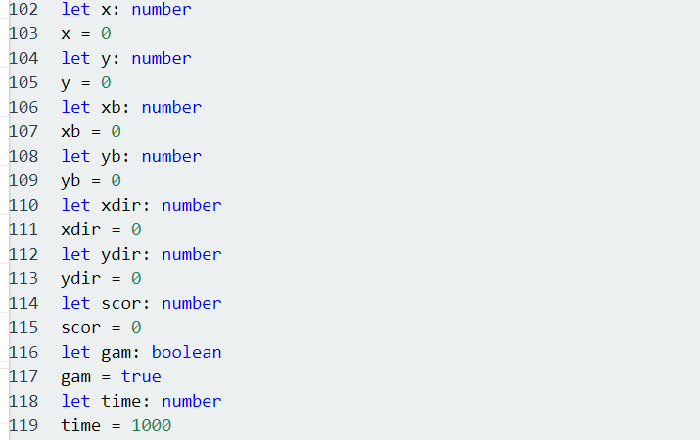 102 let x: number
103 x = 0
104 let y: number
105 y = 0
106 let xb: number
107 xb = 0
108 let yb: number
109 yb = 0
110 let xdir: number
111 xdir = 0
112 let ydir: number
113 ydir = 0
114 let scor: number
115 scor = 0
116 let gam: boolean
117 gam = true
118 let time: number
119 time = 1000